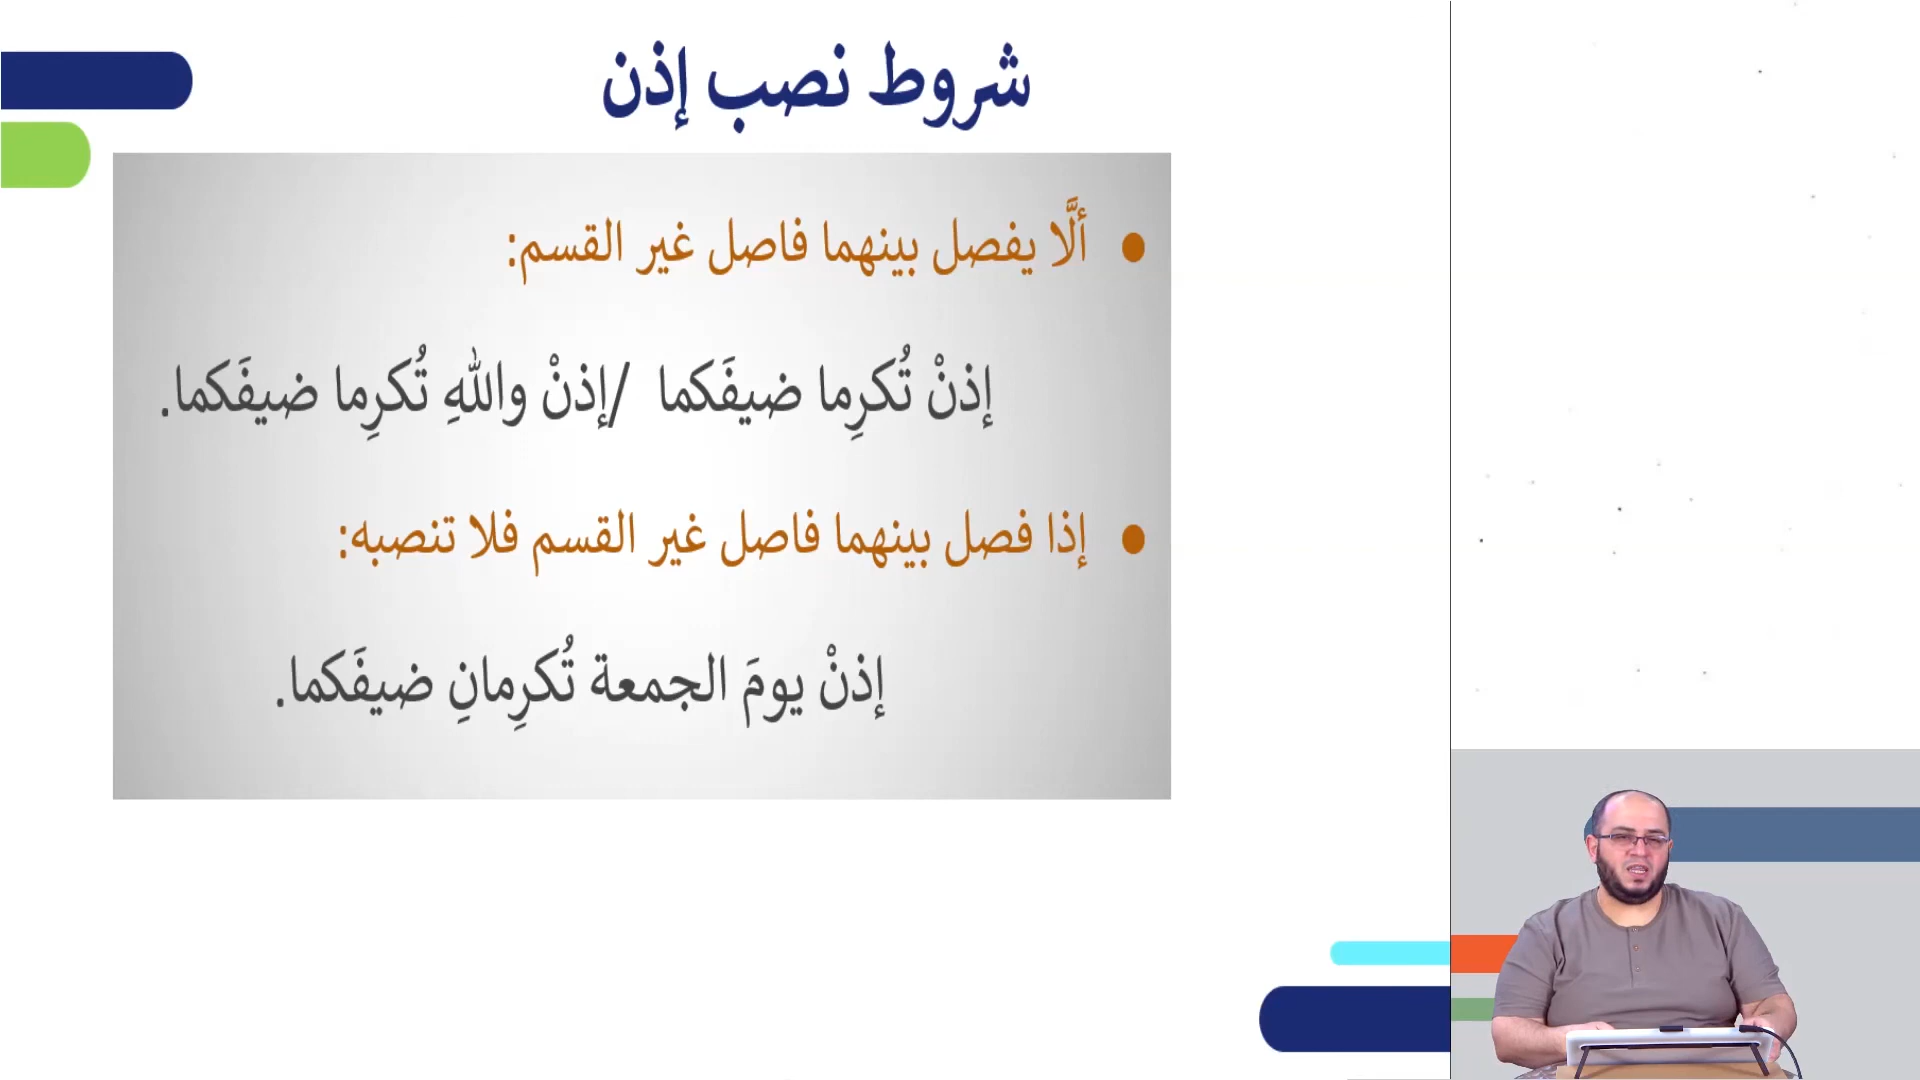 شروط نصب إذن
• ألَّا يفصل بينهما فاصل غير القسم:
إذنْ تُكرِما ضيفَكما /إذنْ واللهِ تُكرِما ضيفَكما.
• إذا فصل بينهما فاصل غير القسم فلا تنصبه:
إذنْ يومَ الجمعة تُكرِمانِ ضيفَكما.